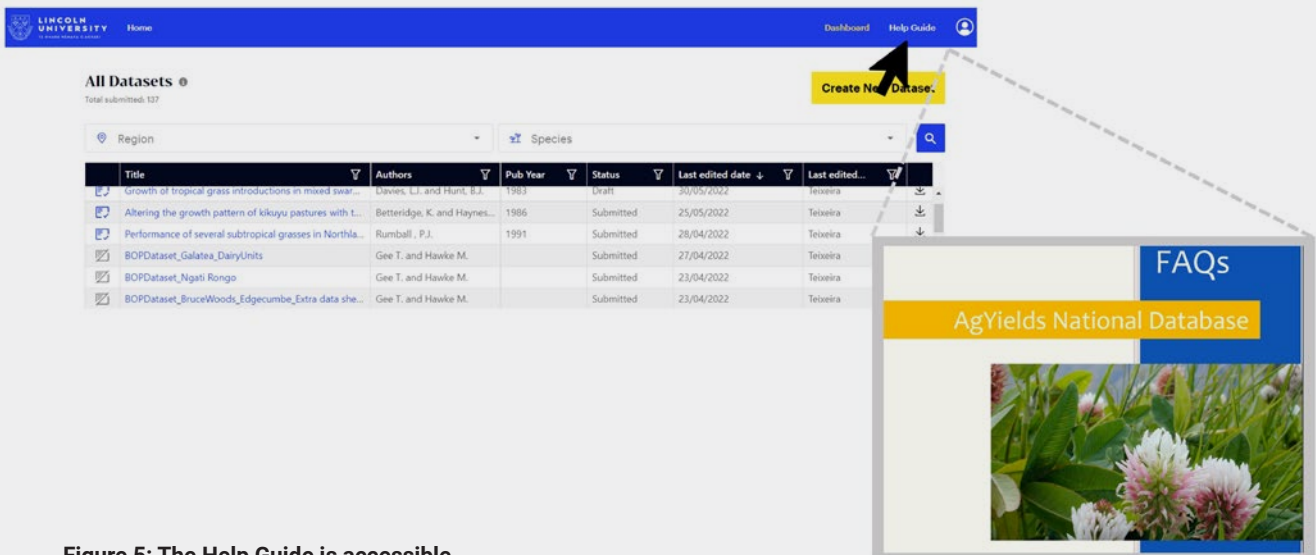 LINCOLN
UNIVERSITY
Home
Dashboard
Help Guide
All Datasets
Total submitted: 137
Create New Dataset
Region
Species
Title Authors Pub Year Status Last edited date ↓ Last edited...
Growth of tropical grass introductions in mixed swar... Davies, L.J. and Hunt, B.J. 1983 Draft 30/05/2022 Teixeira
Altering the growth pattern of kikuyu pastures with t... Betteridge, K. and Haynes... 1986 Submitted 25/05/2022 Teixeira
Performance of several subtropical grasses in Northla... Rumball , P.J. 1991 Submitted 28/04/2022 Teixeira
BOPDataset_Galatea_DairyUnits Gee T. and Hawke M. Submitted 27/04/2022 Teixeira
BOPDataset_Ngati Rongo Gee T. and Hawke M. Submitted 23/04/2022 Teixeira
BOPDataset_BruceWoods_Edgecumbe_Extra data she... Gee T. and Hawke M. Submitted 23/04/2022 Teixeira
FAQs
AgYields National Database
Figure 5: The Help Guide is accessible